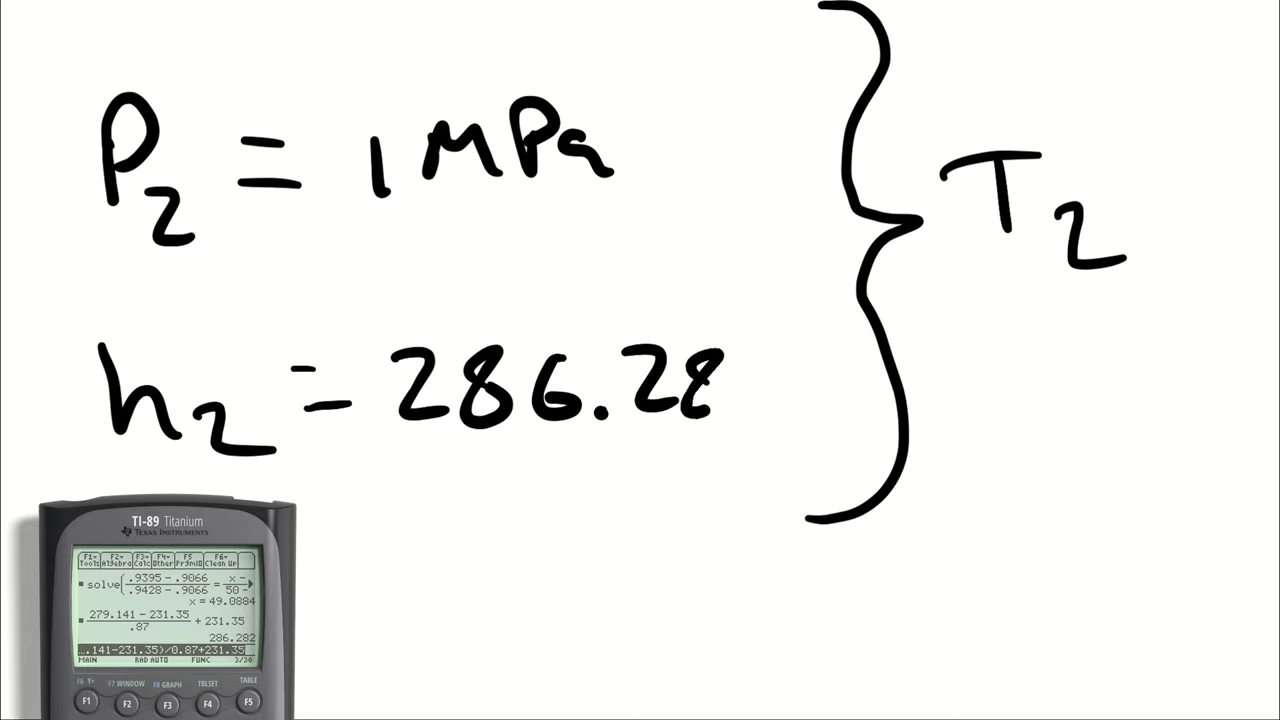 P₂ = 1 MPa
T₂
h₂ = 286.28
TI-89 Titanium
TEXAS INSTRUMENTS
F1▾ F2▾ F3▾ F4▾ F5 F6▾
Tools Algebra Calc Other PrgmIO Clean Up
▪ solve(.9395 - .9066/.9428 - .9066 = x -/50 -▸
x = 49.0884
▪ 279.141 - 231.35/.87 + 231.35
286.282
….141-231.35)/0.87+231.35
MAIN RAD AUTO FUNC 3/30
F6 Y= F7 WINDOW F8 GRAPH TBLSET TABLE
F1 F2 F3 F4 F5